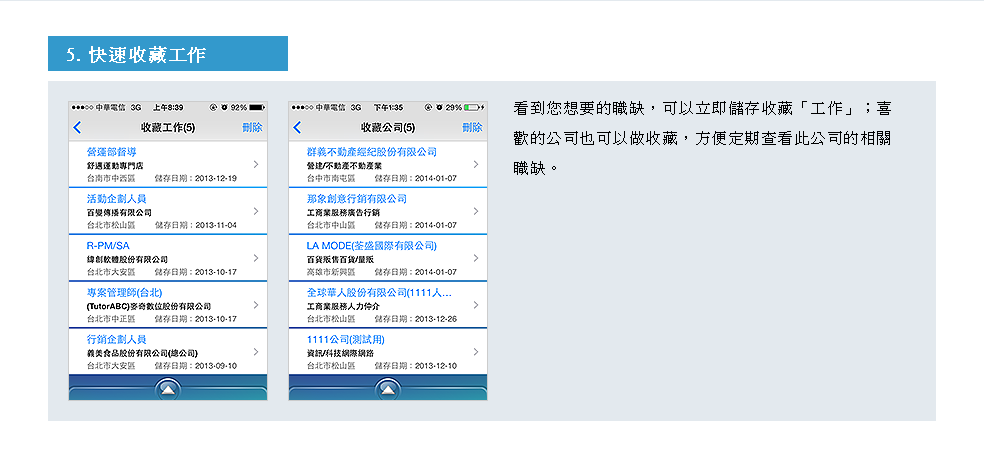 5. 快速收藏工作
中華電信 3G 上午8:39 92%
收藏工作(5) 刪除
營運部督導
舒邁運動專門店
台南市中西區 儲存日期：2013-12-19
活動企劃人員
百變傳播有限公司
台北市松山區 儲存日期：2013-11-04
R-PM/SA
緯創軟體股份有限公司
台北市大安區 儲存日期：2013-10-17
專案管理師(台北)
(TutorABC)麥奇數位股份有限公司
台北市中正區 儲存日期：2013-10-17
行銷企劃人員
義美食品股份有限公司(總公司)
台北市大安區 儲存日期：2013-09-10
中華電信 3G 下午1:35 29%
收藏公司(5) 刪除
群義不動產經紀股份有限公司
營建/不動產不動產業
台中市南屯區 儲存日期：2014-01-07
那象創意行銷有限公司
工商業服務廣告行銷
台北市中山區 儲存日期：2014-01-07
LA MODE(荃盛國際有限公司)
百貨販售百貨/量販
高雄市新興區 儲存日期：2014-01-07
全球華人股份有限公司(1111人...
工商業服務人力仲介
台北市松山區 儲存日期：2013-12-26
1111公司(測試用)
資訊/科技網際網路
台北市松山區 儲存日期：2013-12-10
看到您想要的職缺，可以立即儲存收藏「工作」；喜
歡的公司也可以做收藏，方便定期查看此公司的相關
職缺。